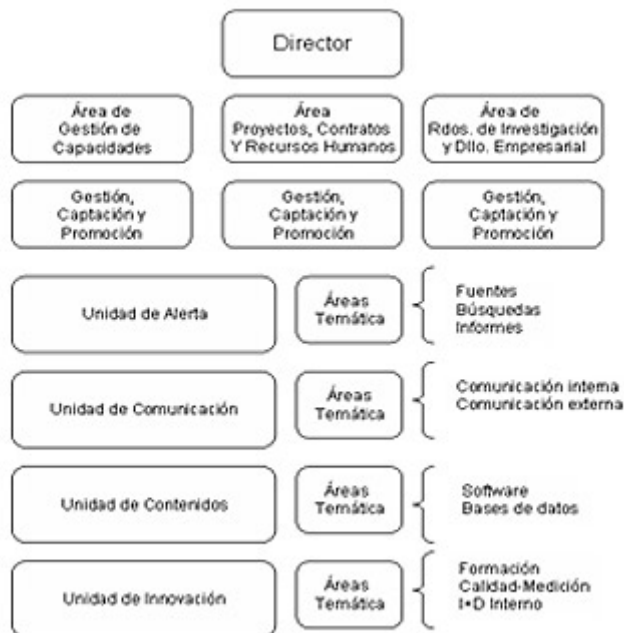 Director
Área de
Gestión de
Capacidades
Área
Proyectos, Contratos
Y Recursos Humanos
Área de
Rdos. de Investigación
y Dllo. Empresarial
Gestión,
Captación y
Promoción
Gestión,
Captación y
Promoción
Gestión,
Captación y
Promoción
Unidad de Alerta
Áreas
Temática
Fuentes
Búsquedas
Informes
Unidad de Comunicación
Áreas
Temática
Comunicación interna
Comunicación externa
Unidad de Contenidos
Áreas
Temática
Software
Bases de datos
Unidad de Innovación
Áreas
Temática
Formación
Calidad-Medición
I+D Interno